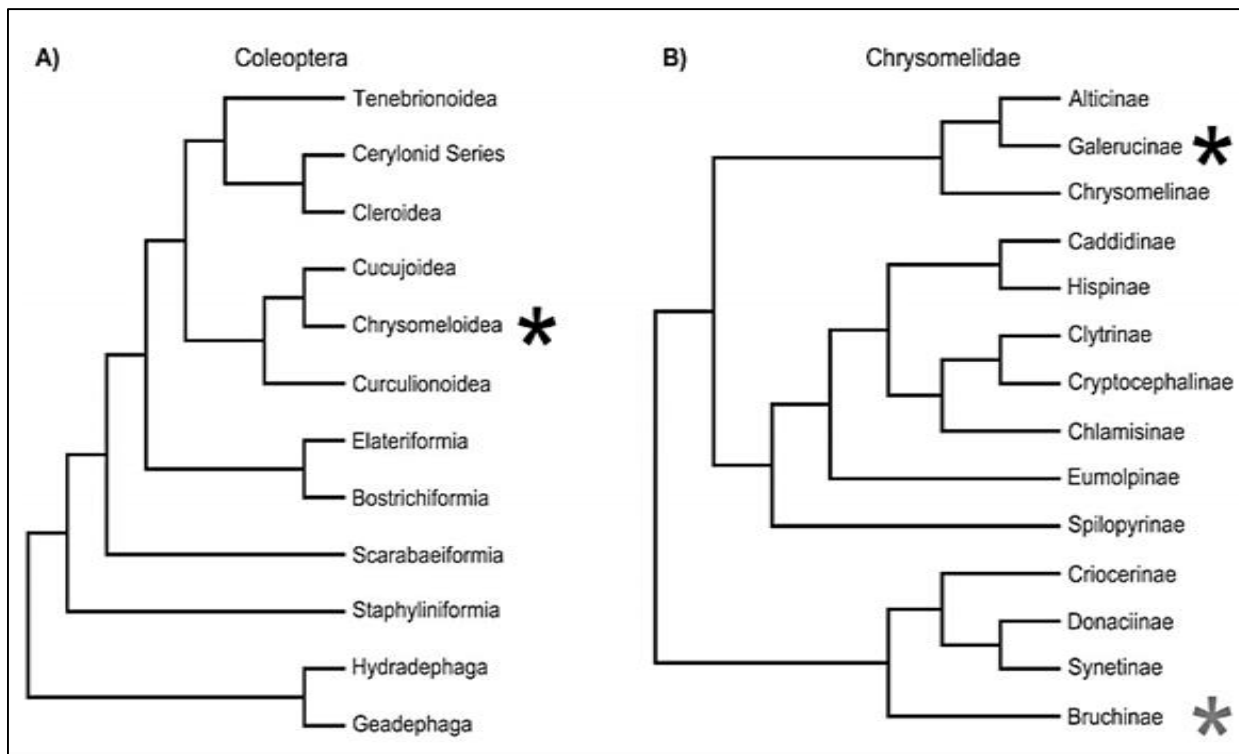 A) Coleoptera
Tenebrionoidea
Cerylonid Series
Cleroidea
Cucujoidea
Chrysomeloidea *
Curculionoidea
Elateriformia
Bostrichiformia
Scarabaeiformia
Staphyliniformia
Hydradephaga
Geadephaga
B) Chrysomelidae
Alticinae
Galerucinae *
Chrysomelinae
Caddidinae
Hispinae
Clytrinae
Cryptocephalinae
Chlamisinae
Eumolpinae
Spilopyrinae
Criocerinae
Donaciinae
Synetinae
Bruchinae *